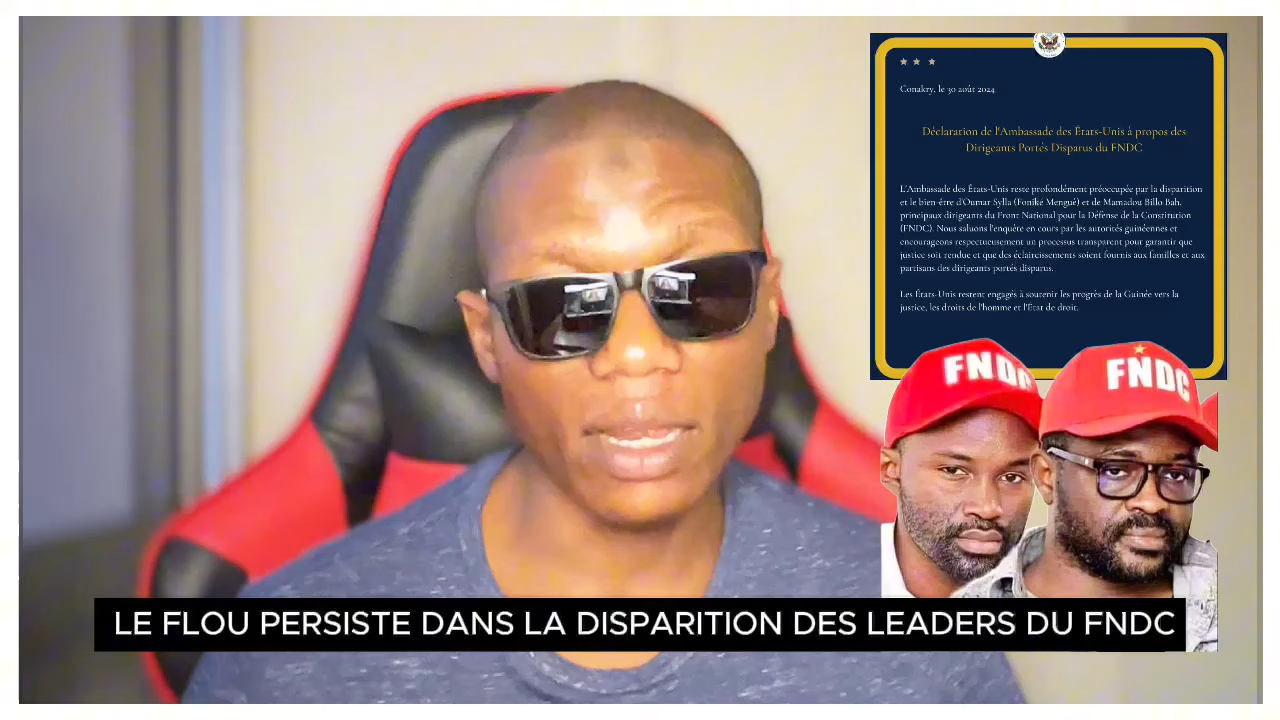 Conakry, le 30 août 2024
Déclaration de l'Ambassade des États-Unis à propos des
Dirigeants Portés Disparus du FNDC
L'Ambassade des États-Unis reste profondément préoccupée par la disparition
et le bien-être d'Oumar Sylla (Foniké Mengué) et de Mamadou Billo Bah,
principaux dirigeants du Front National pour la Défense de la Constitution
(FNDC). Nous saluons l'enquête en cours par les autorités guinéennes et
encourageons respectueusement un processus transparent pour garantir que
justice soit rendue et que des éclaircissements soient fournis aux familles et aux
partisans des dirigeants portés disparus.
Les États-Unis restent engagés à soutenir les progrès de la Guinée vers la
justice, les droits de l'homme et l'État de droit.
FNDC
FNDC
LE FLOU PERSISTE DANS LA DISPARITION DES LEADERS DU FNDC